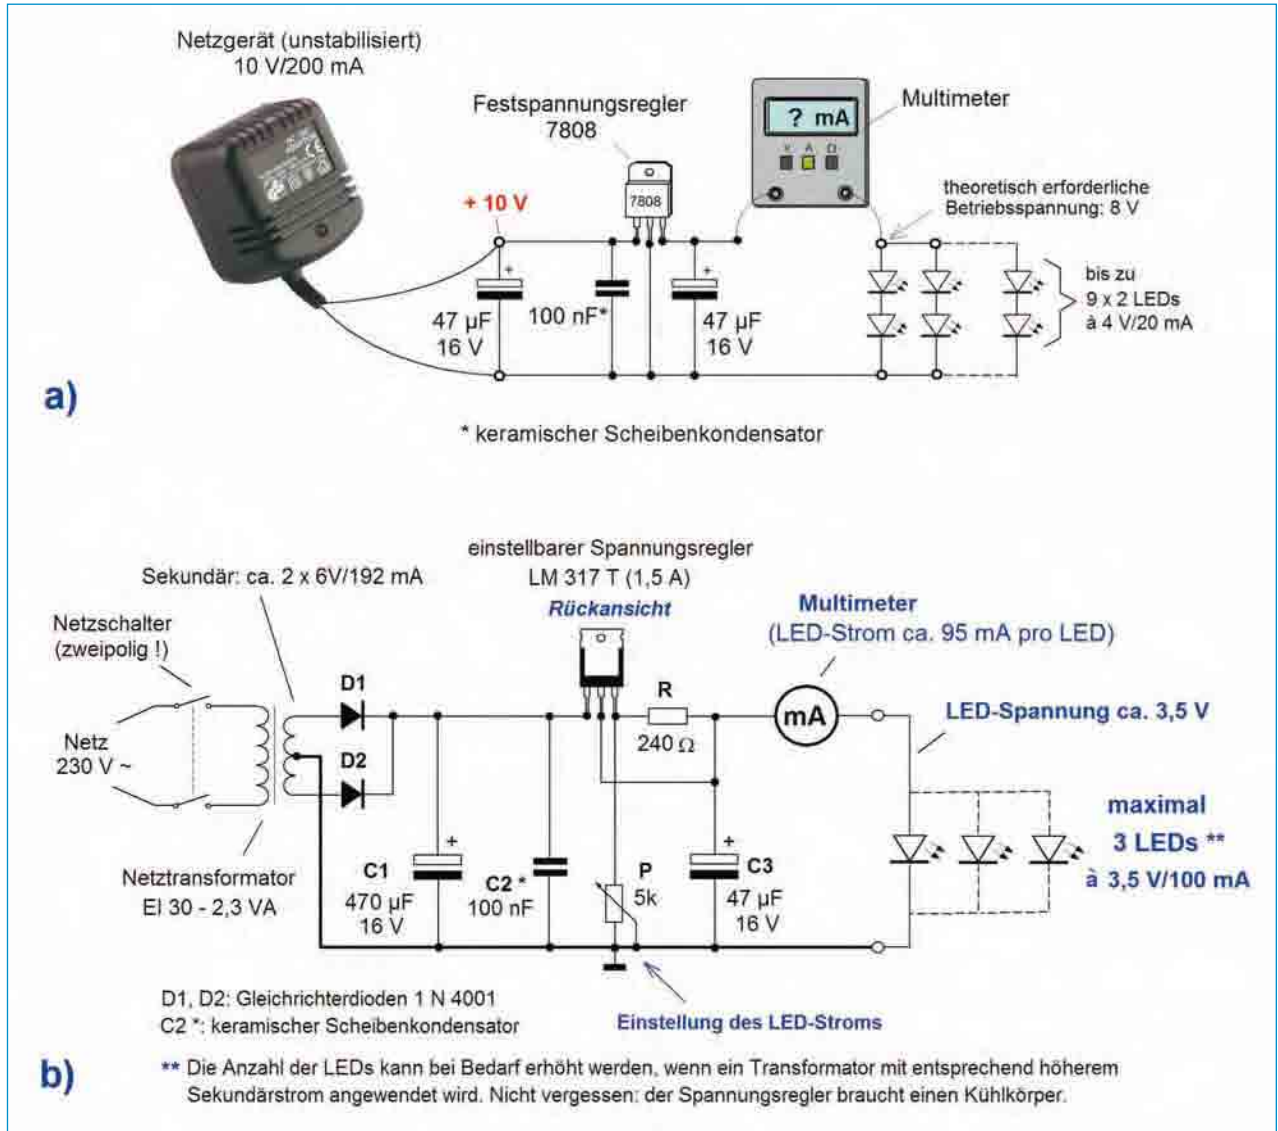 Netzgerät (unstabilisiert)
10 V/200 mA
Festspannungsregler
7808
? mA
V A Ω
Multimeter
7808
+ 10 V
theoretisch erforderliche
Betriebsspannung: 8 V
+
47 µF
16 V
100 nF*
+
47 µF
16 V
bis zu
9 x 2 LEDs
à 4 V/20 mA
a)
* keramischer Scheibenkondensator
einstellbarer Spannungsregler
LM 317 T (1,5 A)
Rückansicht
Sekundär: ca. 2 x 6V/192 mA
Netzschalter
(zweipolig !)
Multimeter
(LED-Strom ca. 95 mA pro LED)
D1
R
240 Ω
mA
LED-Spannung ca. 3,5 V
Netz
230 V ~
D2
maximal
3 LEDs **
à 3,5 V/100 mA
Netztransformator
EI 30 - 2,3 VA
+
C1
470 µF
16 V
C2 *
100 nF
P
5k
+
C3
47 µF
16 V
D1, D2: Gleichrichterdioden 1 N 4001
C2 *: keramischer Scheibenkondensator
Einstellung des LED-Stroms
b)
** Die Anzahl der LEDs kann bei Bedarf erhöht werden, wenn ein Transformator mit entsprechend höherem
Sekundärstrom angewendet wird. Nicht vergessen: der Spannungsregler braucht einen Kühlkörper.